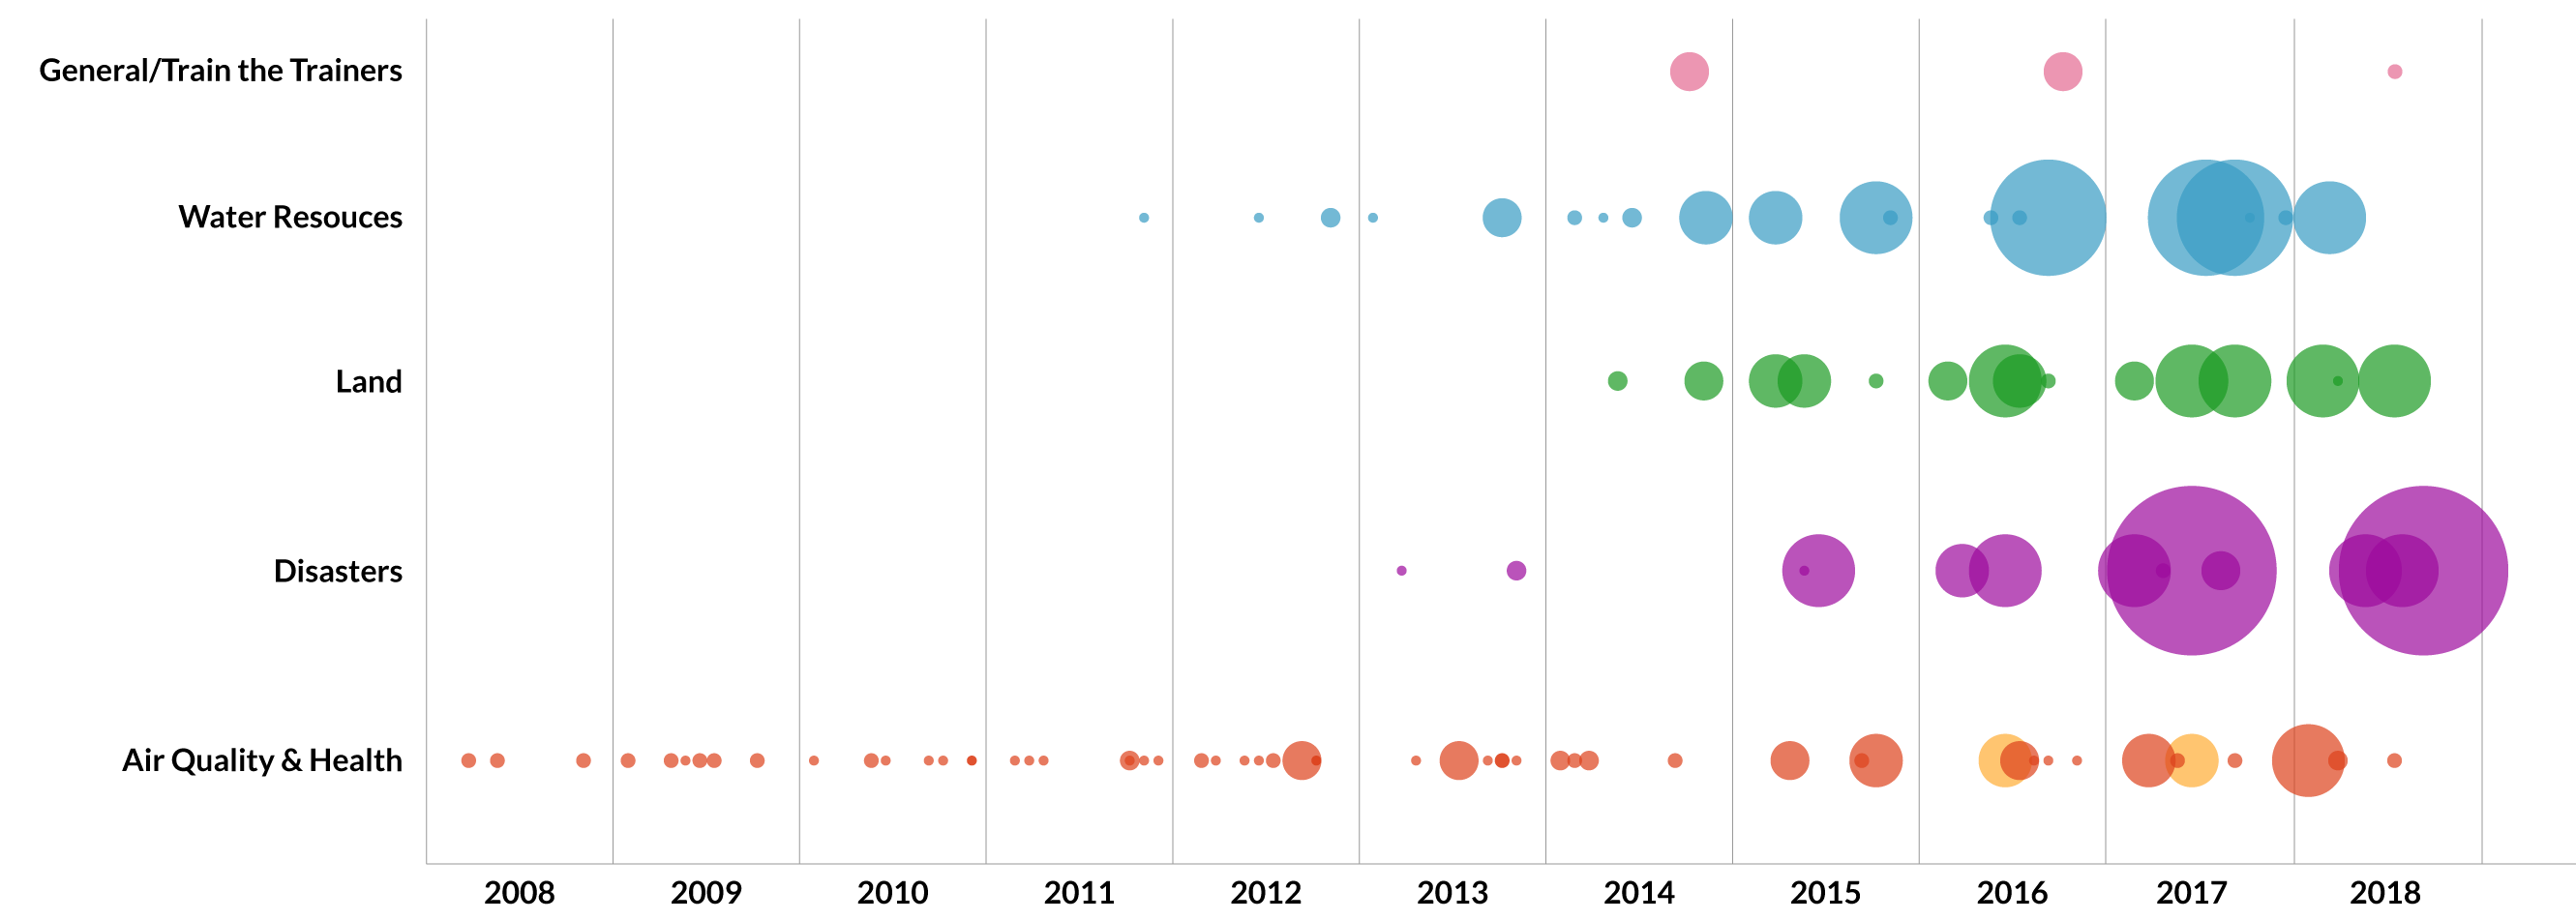 General/Train the Trainers
Water Resouces
Land
Disasters
Air Quality & Health
2008 2009 2010 2011 2012 2013 2014 2015 2016 2017 2018